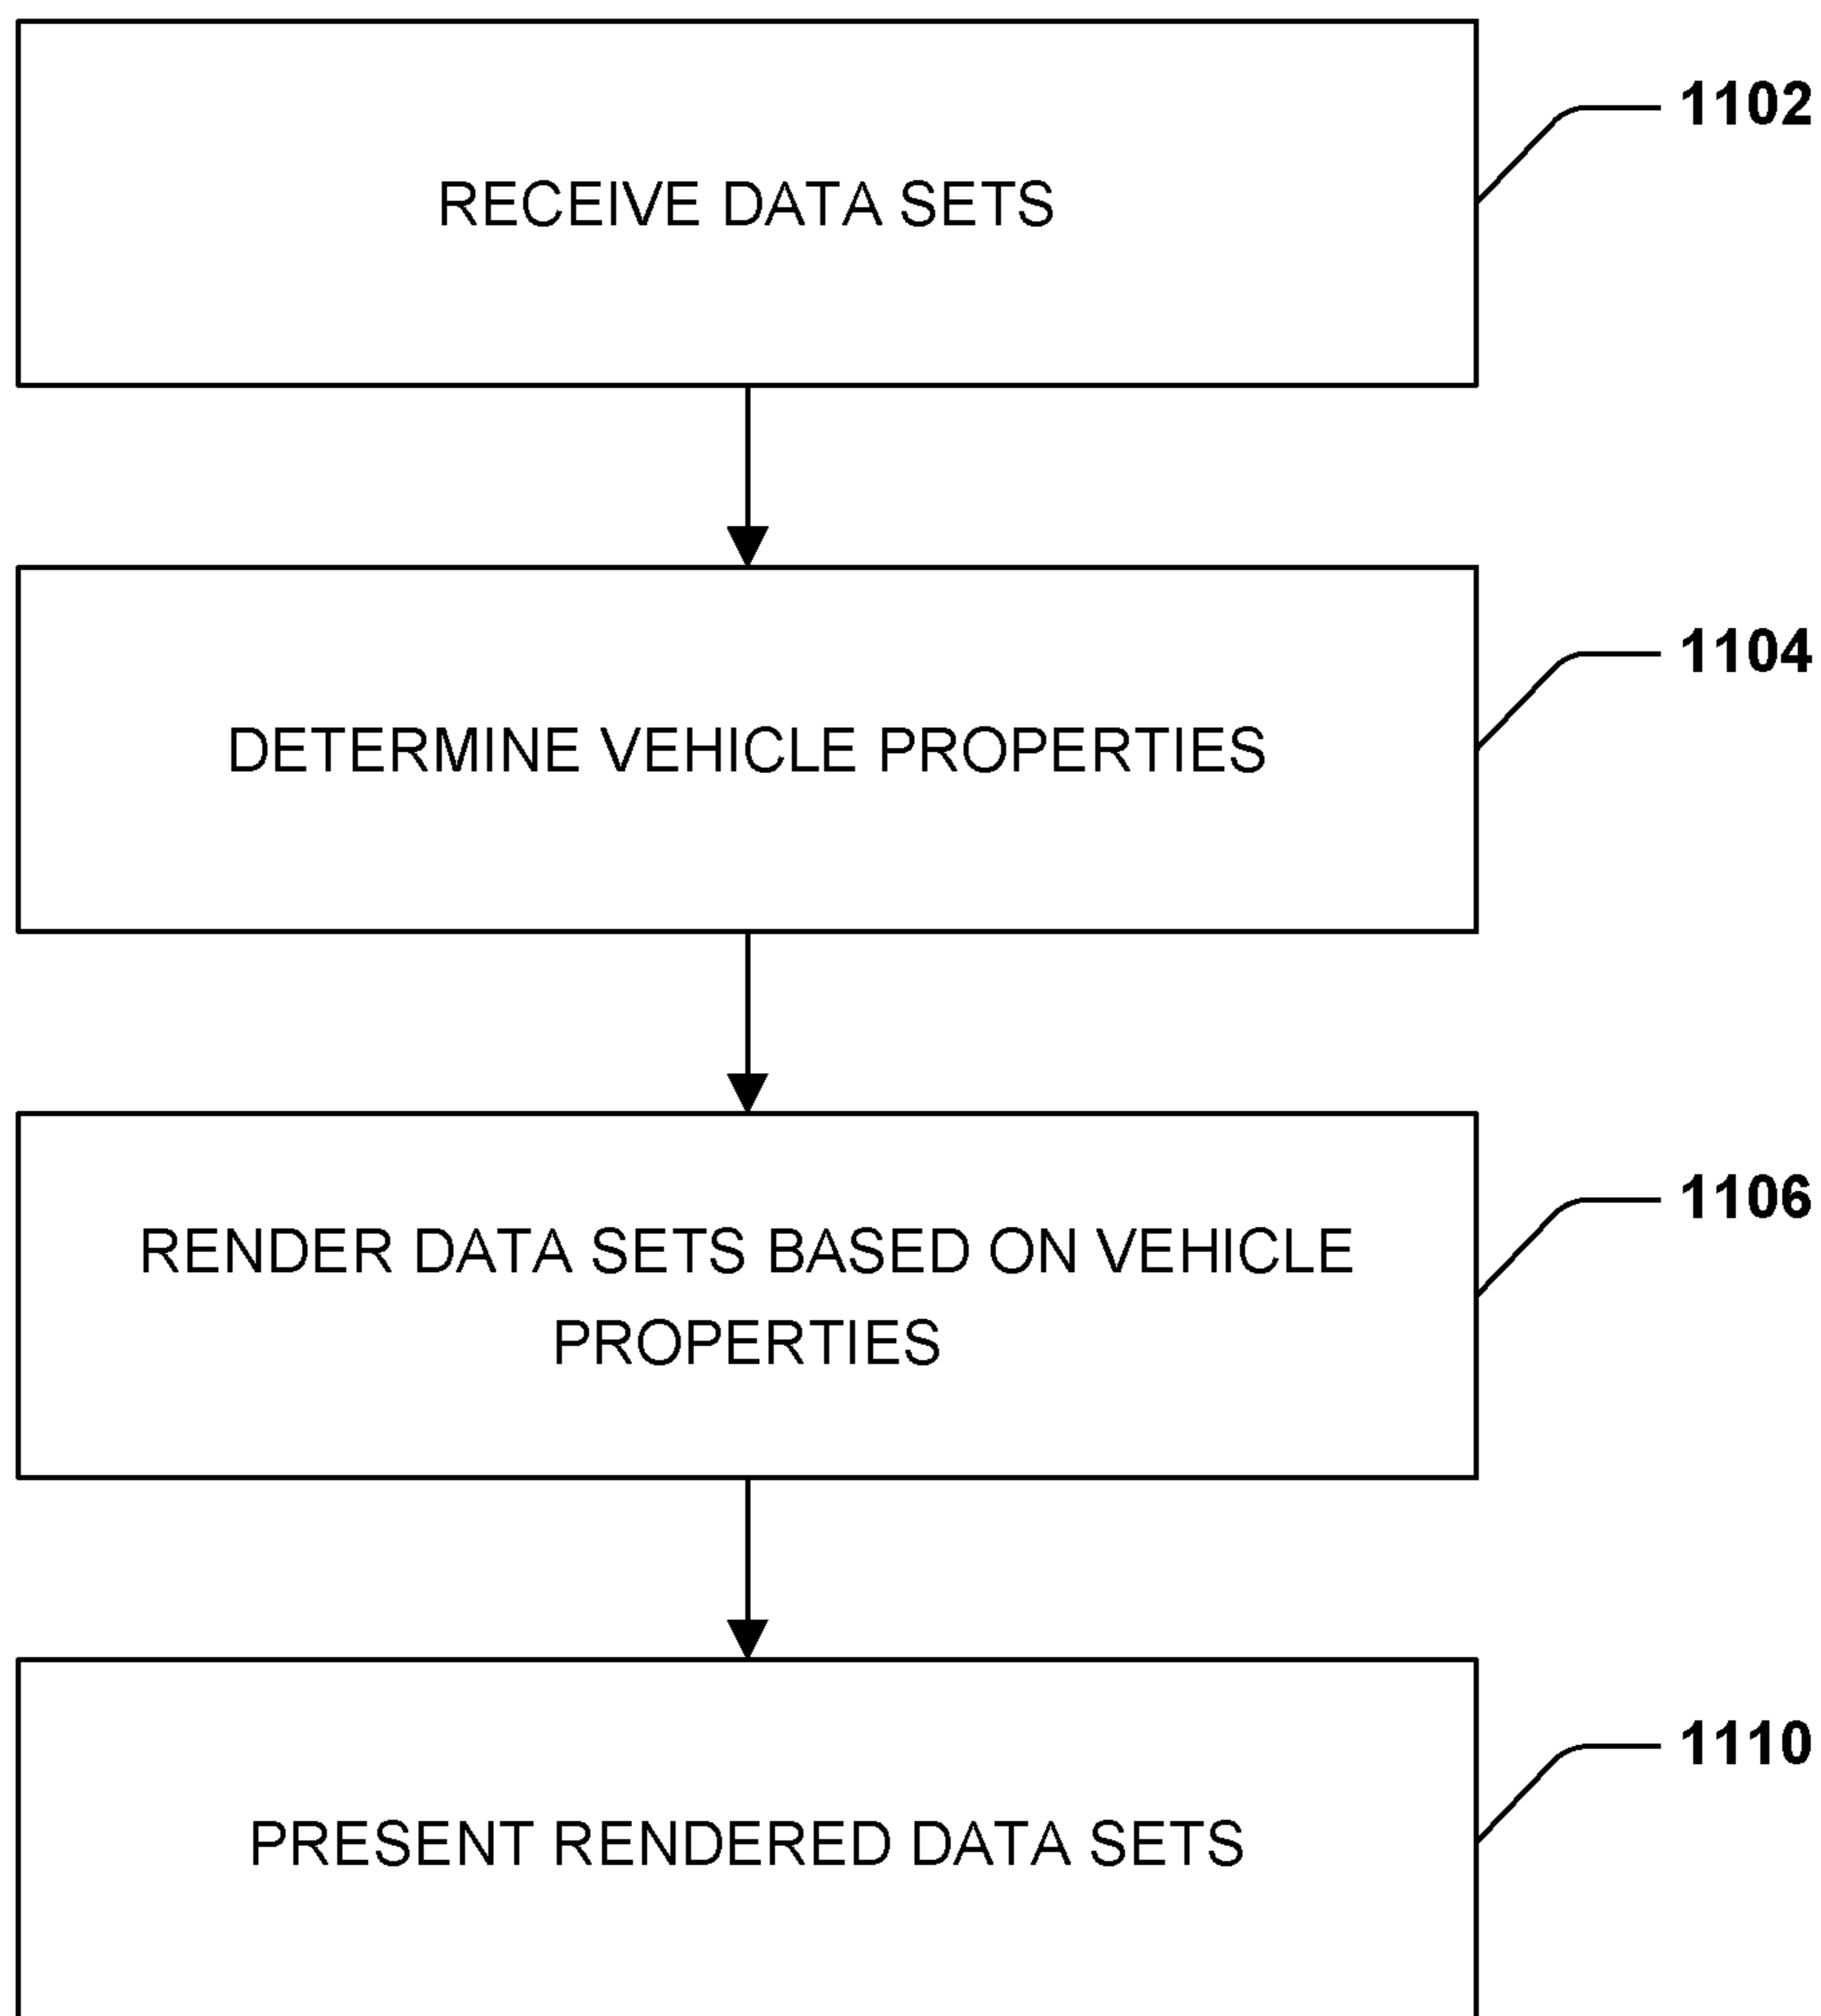 1102
RECEIVE DATA SETS
1104
DETERMINE VEHICLE PROPERTIES
1106
RENDER DATA SETS BASED ON VEHICLE
PROPERTIES
1110
PRESENT RENDERED DATA SETS